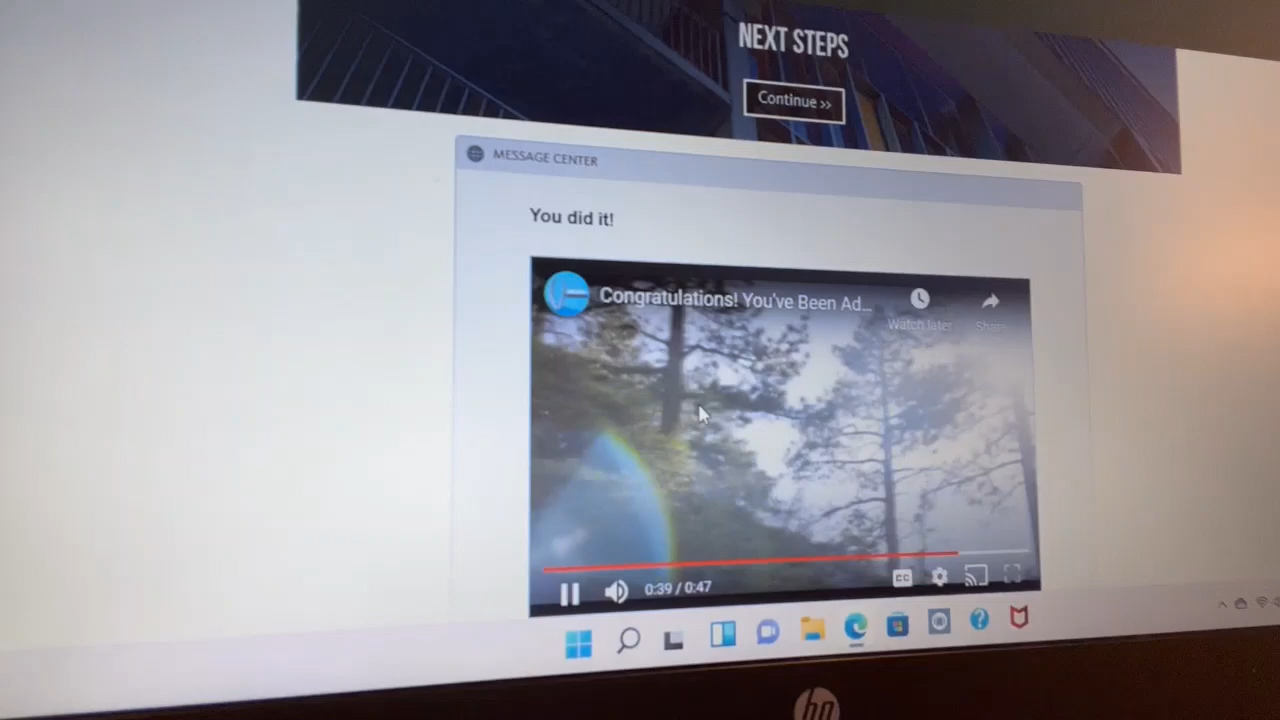 NEXT STEPS
Continue >>
MESSAGE CENTER
You did it!
Congratulations! You've Been Ad...
Watch later
Share
0:39 / 0:47
CC
hp